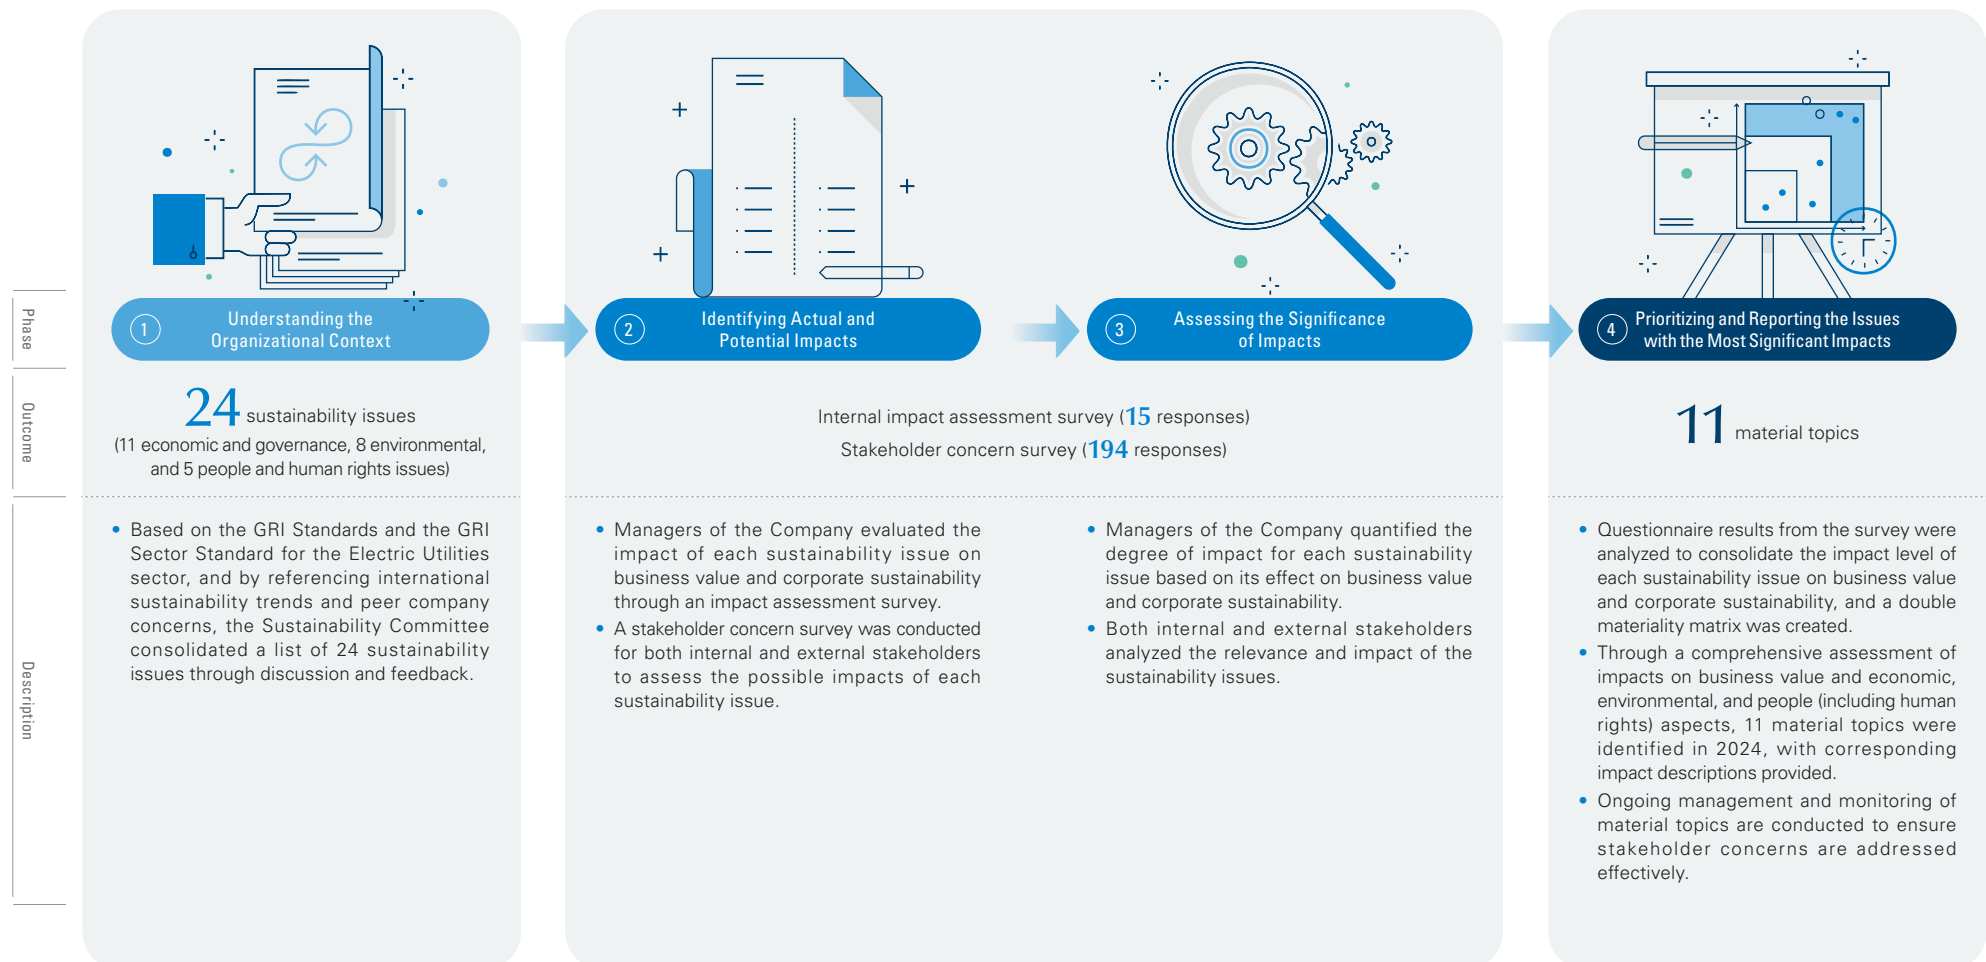 Phase
1
Understanding the
Organizational Context
2
Identifying Actual and
Potential Impacts
3
Assessing the Significance
of Impacts
4
Prioritizing and Reporting the Issues
with the Most Significant Impacts
Outcome
24 sustainability issues
(11 economic and governance, 8 environmental,
and 5 people and human rights issues)
Internal impact assessment survey (15 responses)
Stakeholder concern survey (194 responses)
11 material topics
Description
• Based on the GRI Standards and the GRI
Sector Standard for the Electric Utilities
sector, and by referencing international
sustainability trends and peer company
concerns, the Sustainability Committee
consolidated a list of 24 sustainability
issues through discussion and feedback.
• Managers of the Company evaluated the
impact of each sustainability issue on
business value and corporate sustainability
through an impact assessment survey.
• A stakeholder concern survey was conducted
for both internal and external stakeholders
to assess the possible impacts of each
sustainability issue.
• Managers of the Company quantified the
degree of impact for each sustainability
issue based on its effect on business value
and corporate sustainability.
• Both internal and external stakeholders
analyzed the relevance and impact of the
sustainability issues.
• Questionnaire results from the survey were
analyzed to consolidate the impact level of
each sustainability issue on business value
and corporate sustainability, and a double
materiality matrix was created.
• Through a comprehensive assessment of
impacts on business value and economic,
environmental, and people (including human
rights) aspects, 11 material topics were
identified in 2024, with corresponding
impact descriptions provided.
• Ongoing management and monitoring of
material topics are conducted to ensure
stakeholder concerns are addressed
effectively.